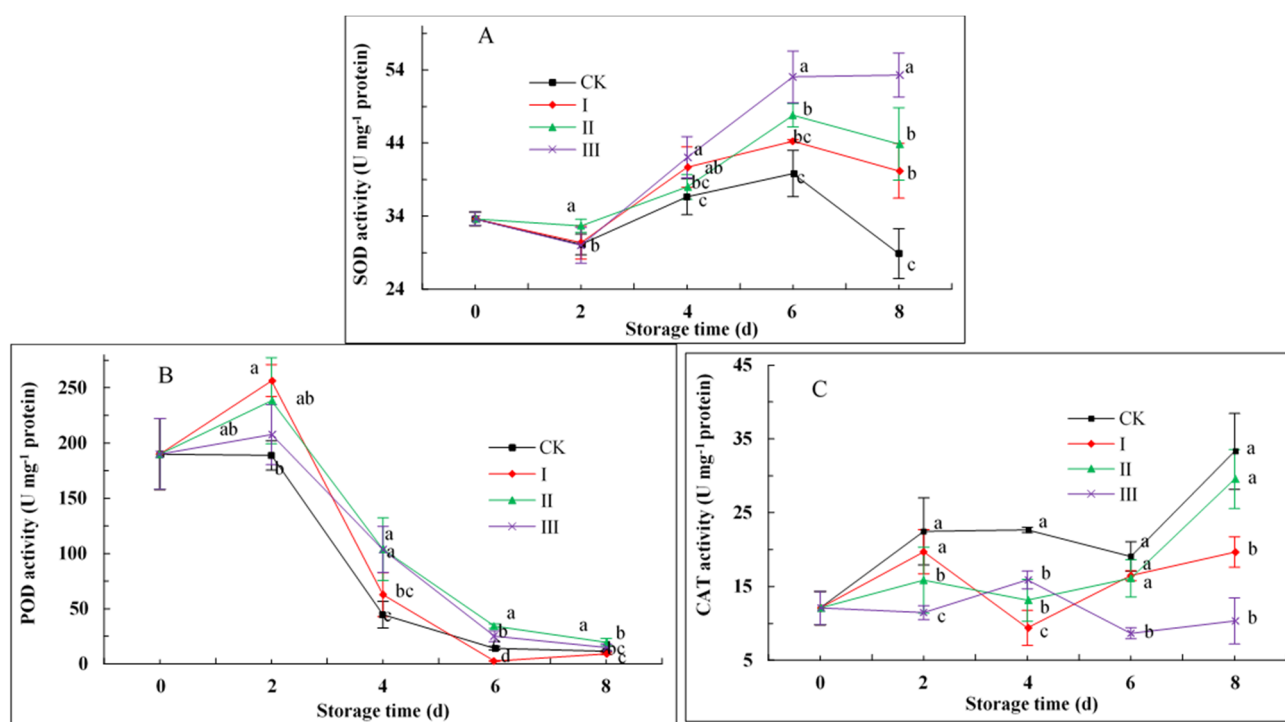 A
54
44
34
24
SOD activity (U mg⁻¹ protein)
CK
I
II
III
a
b
a
ab
bc
c
a
b
bc
c
a
b
b
c
0 2 4 6 8
Storage time (d)
B
250
200
150
100
50
0
POD activity (U mg⁻¹ protein)
CK
I
II
III
a
ab
ab
b
a
a
bc
c
a
b
d
a
b
bc
c
0 2 4 6 8
Storage time (d)
C
45
35
25
15
5
CAT activity (U mg⁻¹ protein)
CK
I
II
III
a
a
b
c
a
b
b
c
a
a
a
b
a
a
b
b
0 2 4 6 8
Storage time (d)